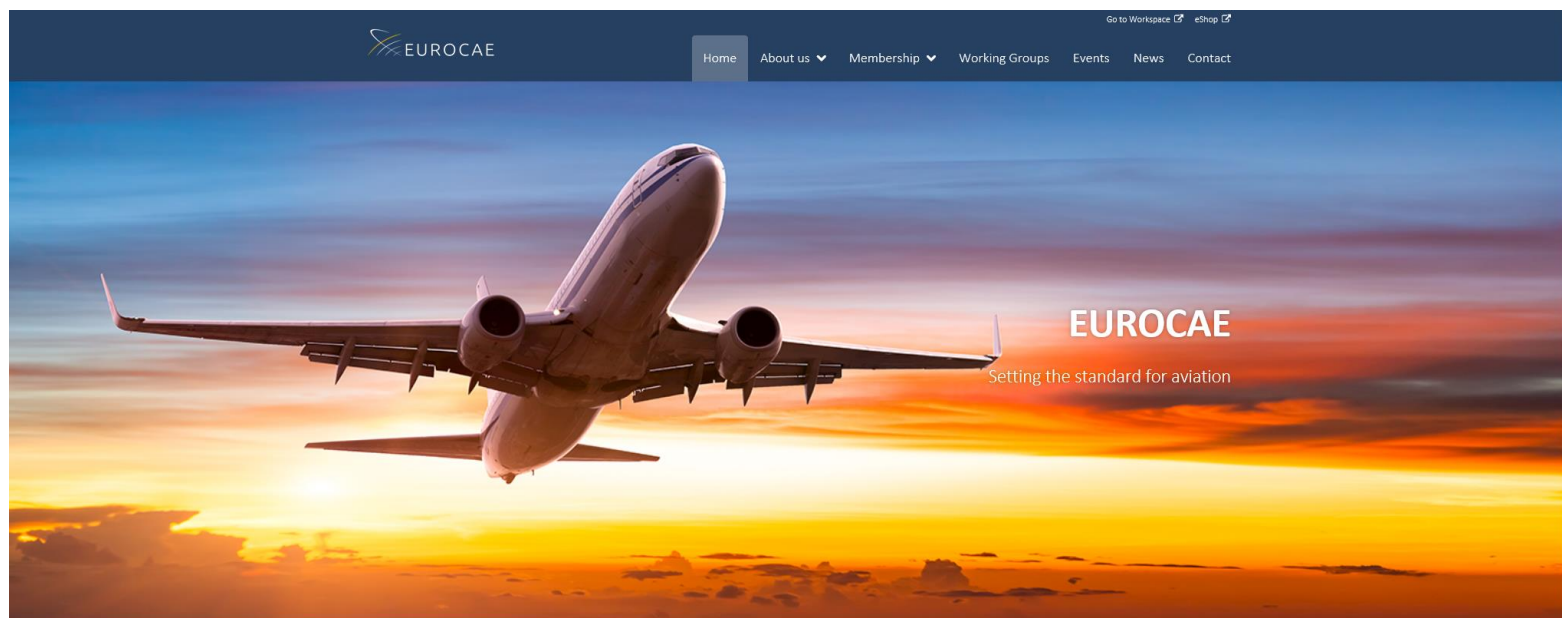 Go to Workspace eShop
EUROCAE
Home About us Membership Working Groups Events News Contact
EUROCAE
Setting the standard for aviation